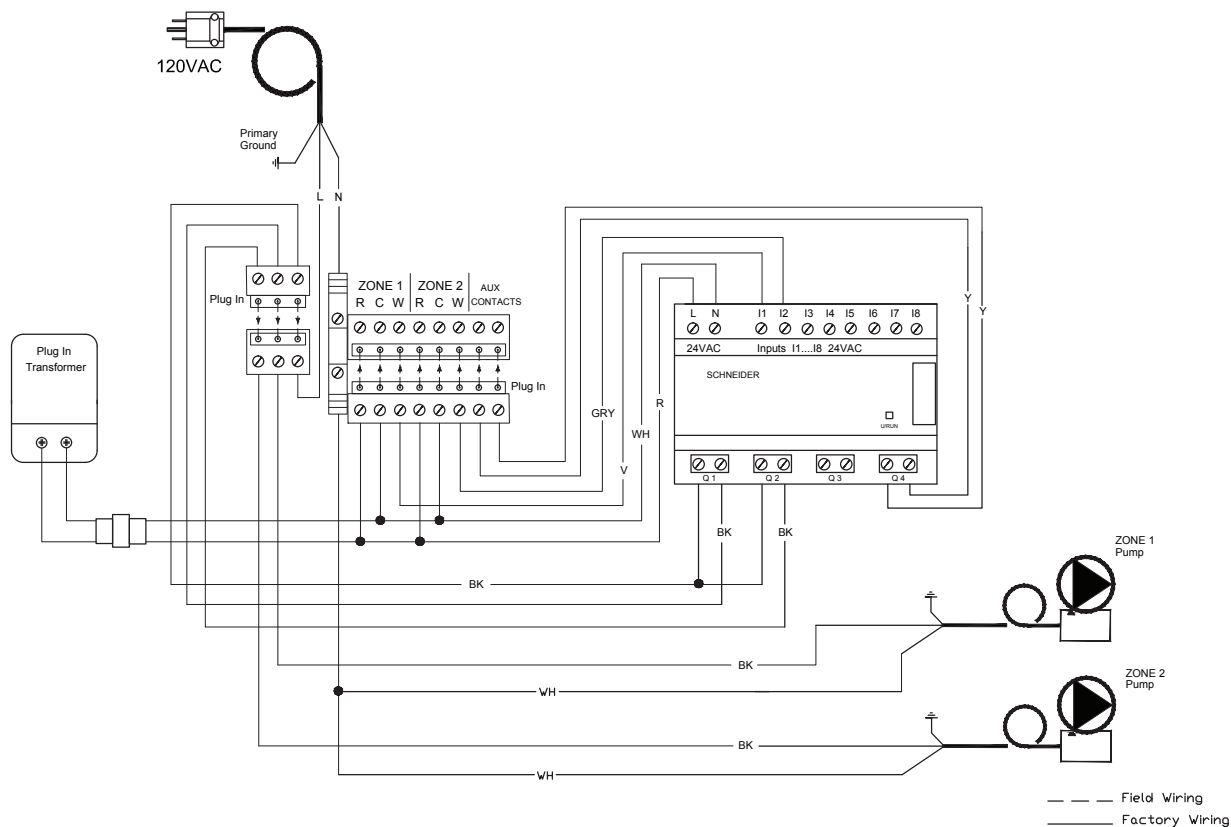 120VAC
Primary
Ground
L N
ZONE 1 ZONE 2 AUX
R C W R C W CONTACTS
Plug In
Plug In
Transformer
Plug In
L N I1 I2 I3 I4 I5 I6 I7 I8
24VAC Inputs I1....I8 24VAC
SCHNEIDER
Y
Y
R
GRY
WH
V
Q 1 Q 2 Q 3 Q 4
BK BK
BK
ZONE 1
Pump
BK
WH
ZONE 2
Pump
BK
WH
Field Wiring
Factory Wiring